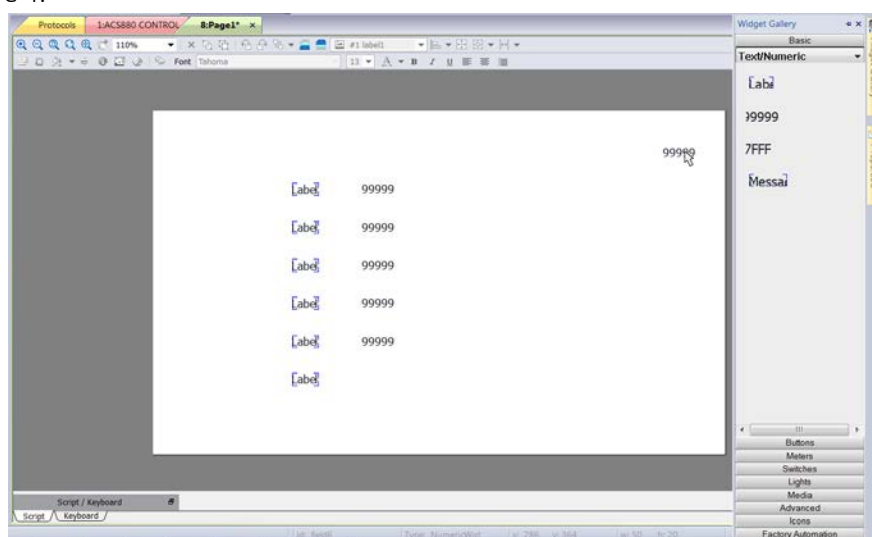 Protocols 1:ACS880 CONTROL 8:Page1* ×
Widget Gallery
110% #1 label1
Basic
Font Tahoma 11 A B I U
Text/Numeric
Label
99999
7FFF
Messa
99999
Label 99999
Label 99999
Label 99999
Label 99999
Label 99999
Label
Buttons
Meters
Switches
Lights
Media
Advanced
Icons
Factory Automation
Script / Keyboard
Script Keyboard